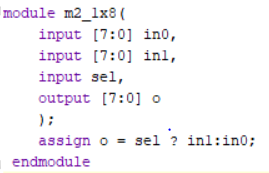 module m2_1x8(
input [7:0] in0,
input [7:0] in1,
input sel,
output [7:0] o
);
assign o = sel ? in1:in0;
endmodule